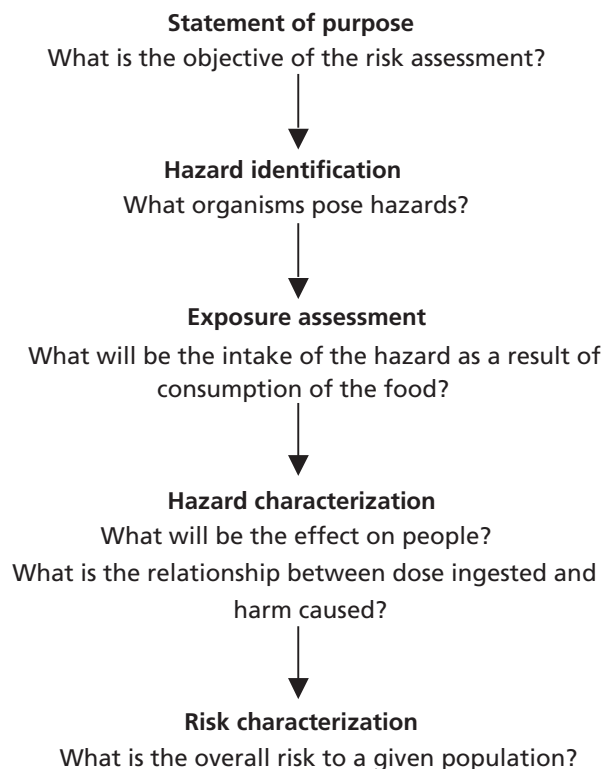 Statement of purpose
What is the objective of the risk assessment?
Hazard identification
What organisms pose hazards?
Exposure assessment
What will be the intake of the hazard as a result of
consumption of the food?
Hazard characterization
What will be the effect on people?
What is the relationship between dose ingested and
harm caused?
Risk characterization
What is the overall risk to a given population?